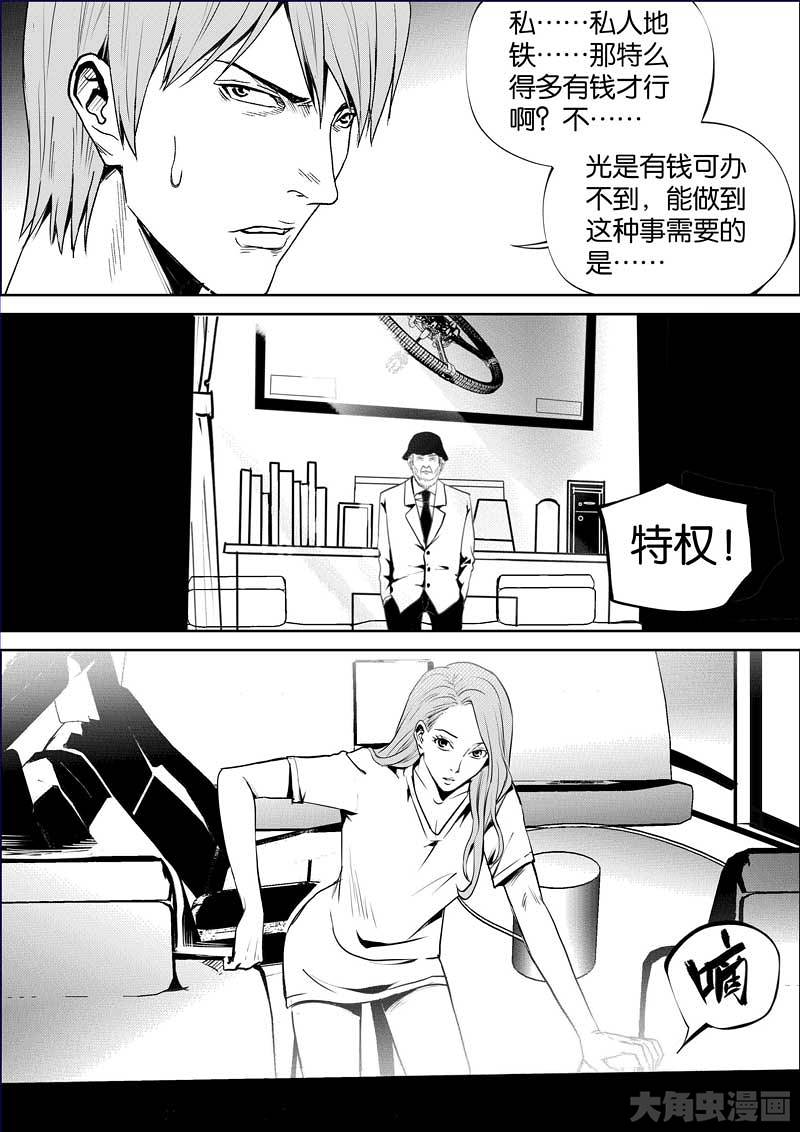 私……私人地
铁……那特么
得多有钱才行
啊？不……
光是有钱可办
不到，能做到
这种事需要的
是……
特权！
嘀
大角虫漫画